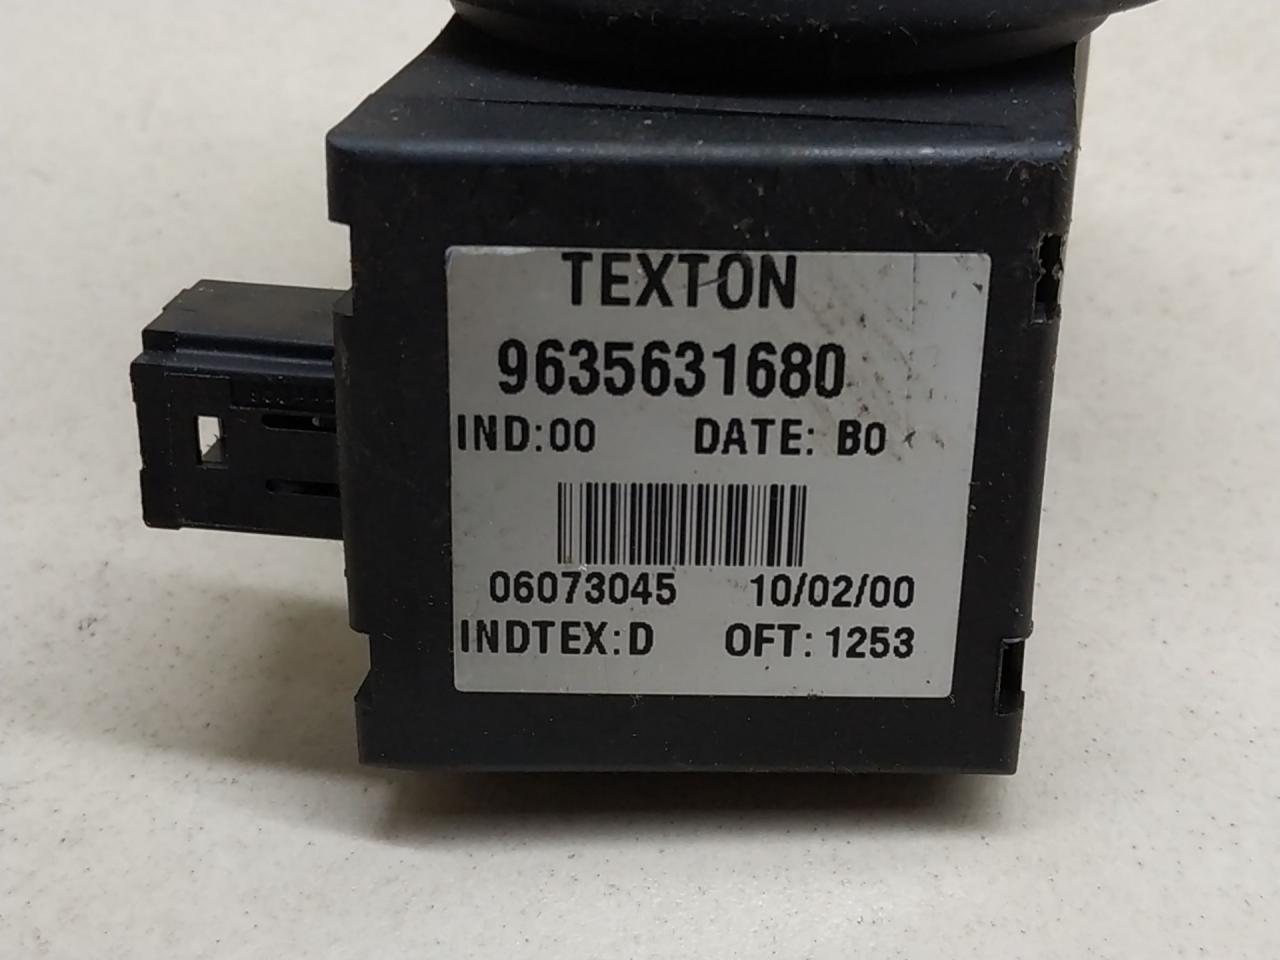 TEXTON
9635631680
IND:00 DATE: B0
06073045 10/02/00
INDTEX:D OFT: 1253